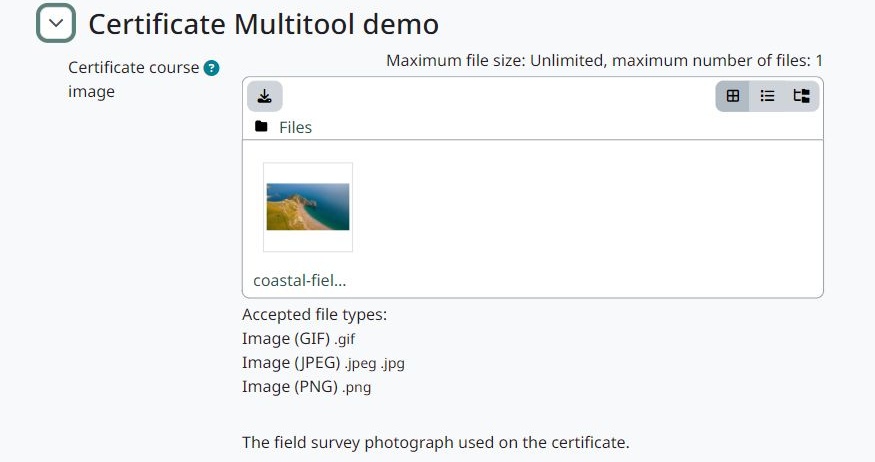 Certificate Multitool demo
Certificate course ?
image
Maximum file size: Unlimited, maximum number of files: 1
Files
coastal-fiel...
Accepted file types:
Image (GIF) .gif
Image (JPEG) .jpeg .jpg
Image (PNG) .png
The field survey photograph used on the certificate.